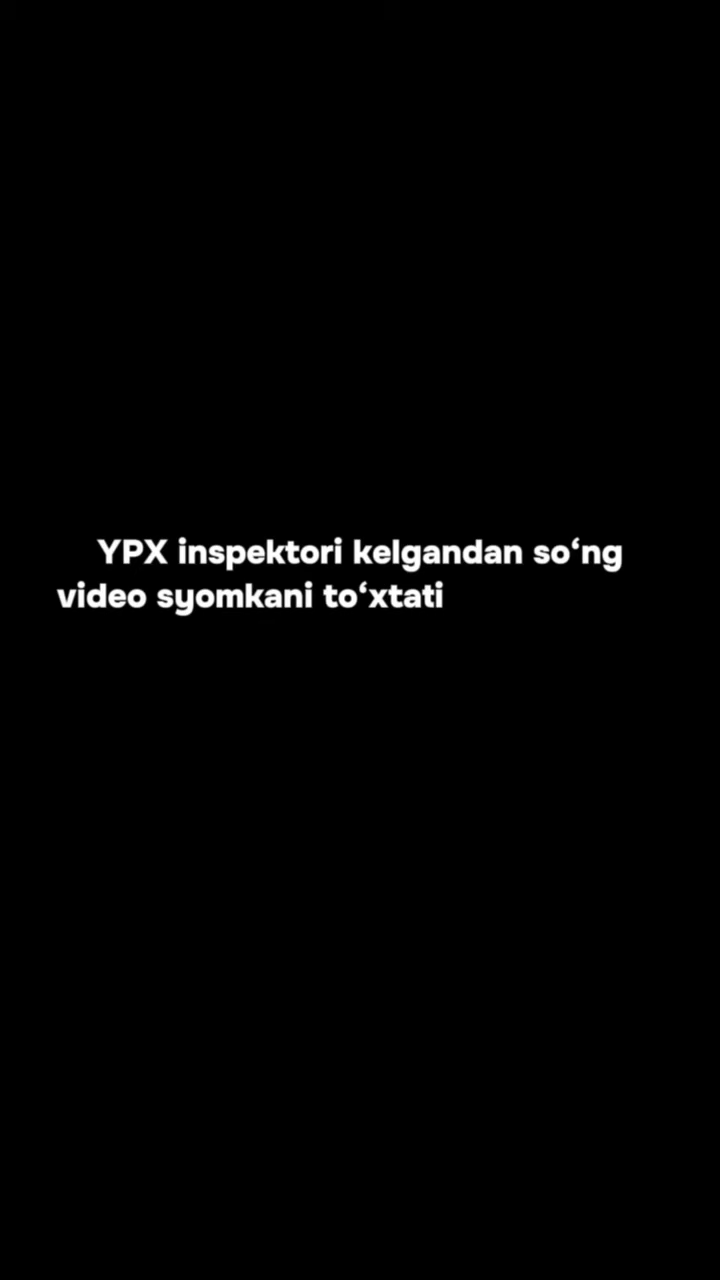 YPX inspektori kelgandan so‘ng
video syomkani to‘xtati